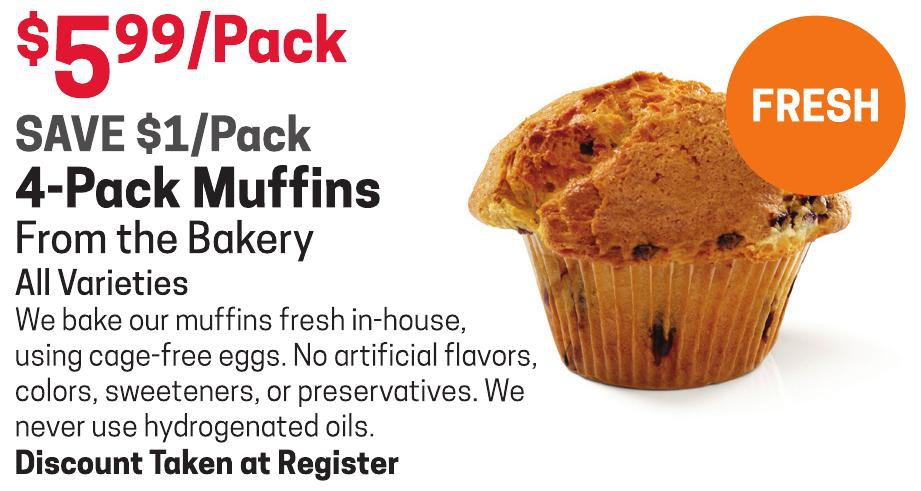 $5.99/Pack
SAVE $1/Pack
4-Pack Muffins
From the Bakery
All Varieties
We bake our muffins fresh in-house,
using cage-free eggs. No artificial flavors,
colors, sweeteners, or preservatives. We
never use hydrogenated oils.
Discount Taken at Register
FRESH